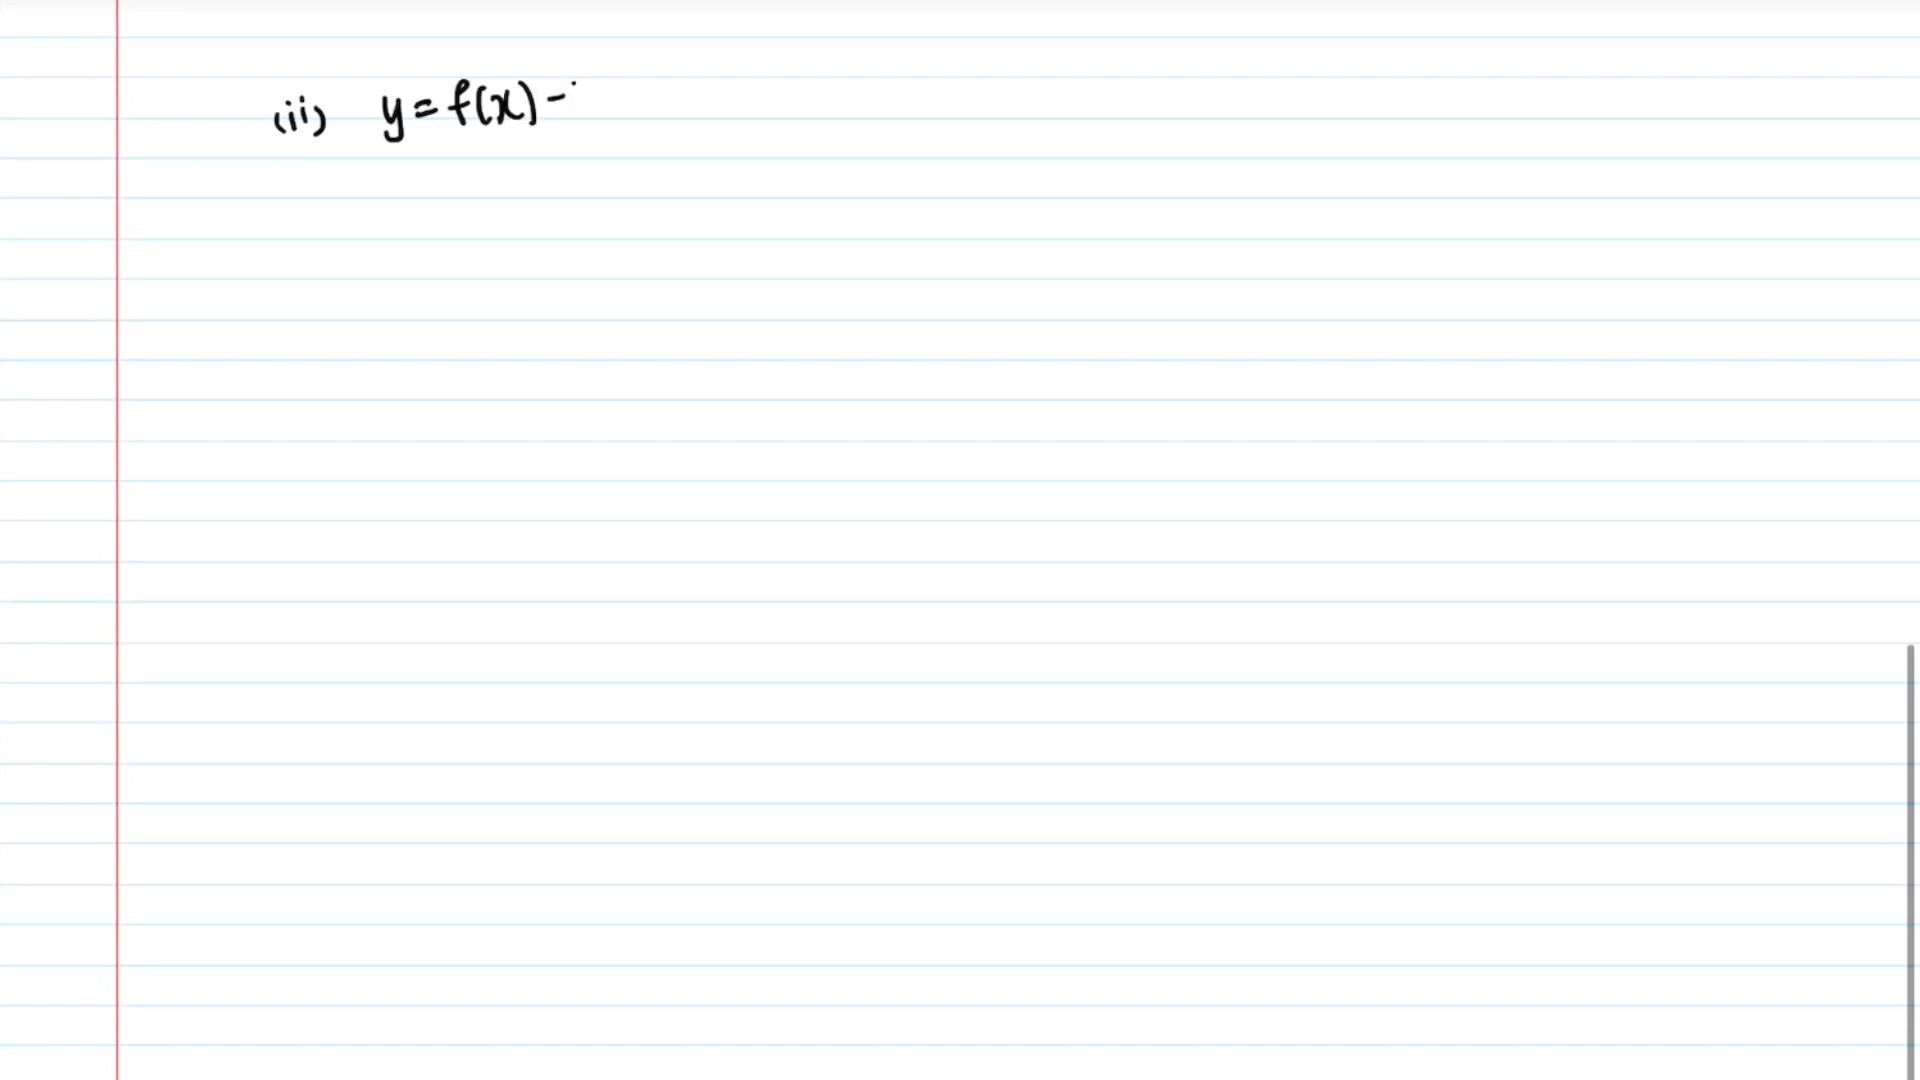 (ii) y = f(x) -